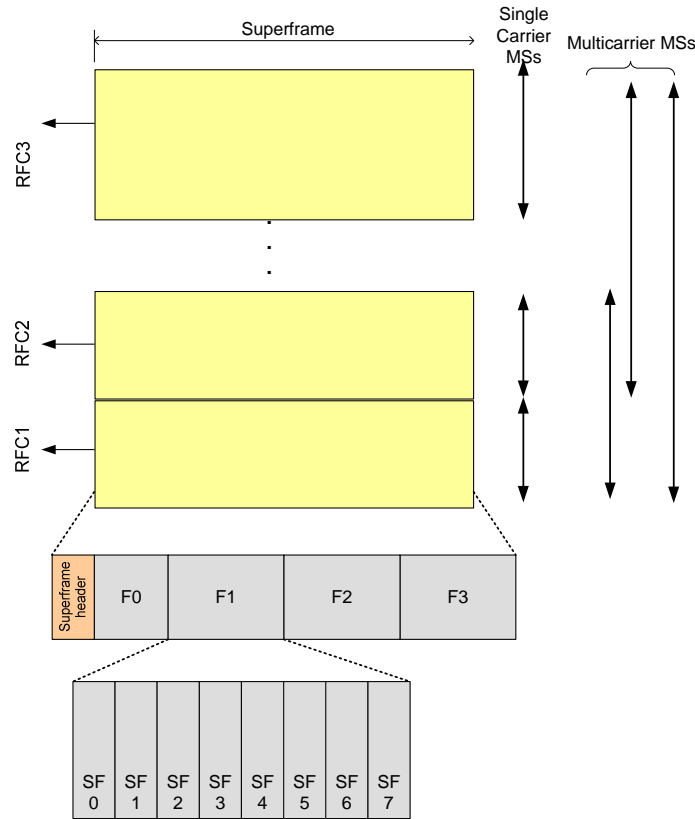 Superframe
Single
Carrier
MSs
Multicarrier MSs
RFC3
RFC2
RFC1
Superframe
header
F0
F1
F2
F3
SF
0
SF
1
SF
2
SF
3
SF
4
SF
5
SF
6
SF
7